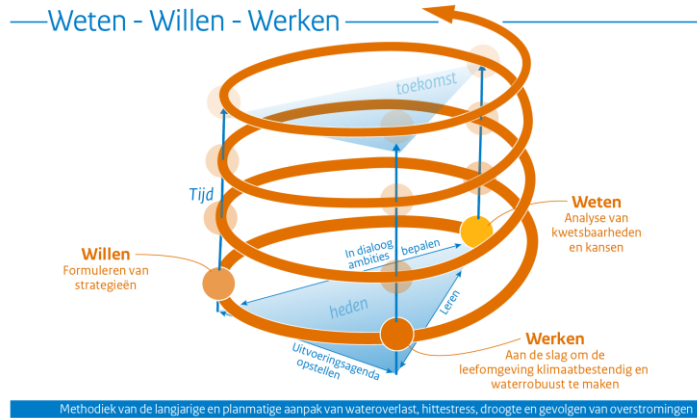 Weten - Willen - Werken
toekomst
Tijd
Weten
Analyse van
kwetsbaarheden
en kansen
In dialoog
ambities bepalen
Willen
Formuleren van
strategieën
heden
Leren
Uitvoeringsagenda
opstellen
Werken
Aan de slag om de
leefomgeving klimaatbestendig en
waterrobuust te maken
Methodiek van de langjarige en planmatige aanpak van wateroverlast, hittestress, droogte en gevolgen van overstromingen